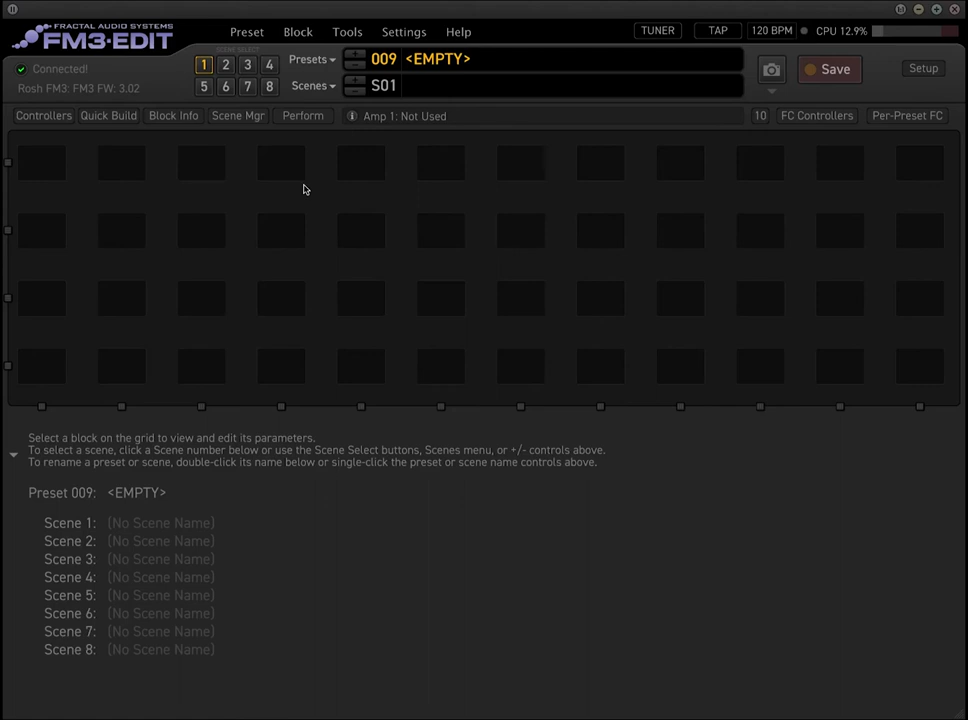 FRACTAL AUDIO SYSTEMS
FM3-EDIT
Preset Block Tools Settings Help
TUNER TAP 120 BPM CPU 12.9%
SCENE SELECT
1 2 3 4
5 6 7 8
Presets 009 <EMPTY>
Scenes S01
Save
Setup
Connected!
Rosh FM3: FM3 FW: 3.02
Controllers Quick Build Block Info Scene Mgr Perform Amp 1: Not Used 10 FC Controllers Per-Preset FC
Select a block on the grid to view and edit its parameters.
To select a scene, click a Scene number below or use the Scene Select buttons, Scenes menu, or +/- controls above.
To rename a preset or scene, double-click its name below or single-click the preset or scene name controls above.
Preset 009: <EMPTY>
Scene 1: (No Scene Name)
Scene 2: (No Scene Name)
Scene 3: (No Scene Name)
Scene 4: (No Scene Name)
Scene 5: (No Scene Name)
Scene 6: (No Scene Name)
Scene 7: (No Scene Name)
Scene 8: (No Scene Name)